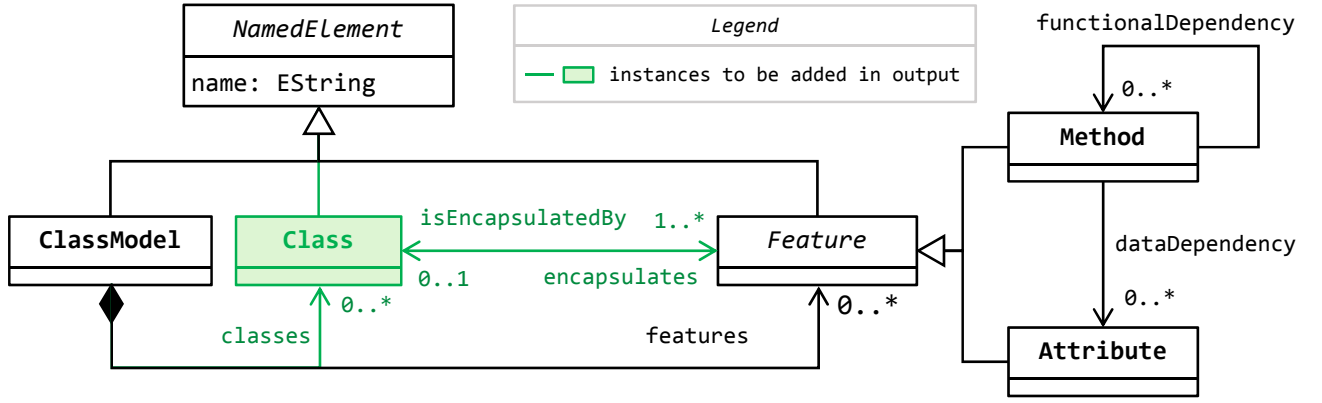 NamedElement
name: EString
Legend
instances to be added in output
functionalDependency
0..*
Method
ClassModel
Class
isEncapsulatedBy
1..*
0..1
encapsulates
Feature
dataDependency
0..*
0..*
0..*
classes
features
Attribute